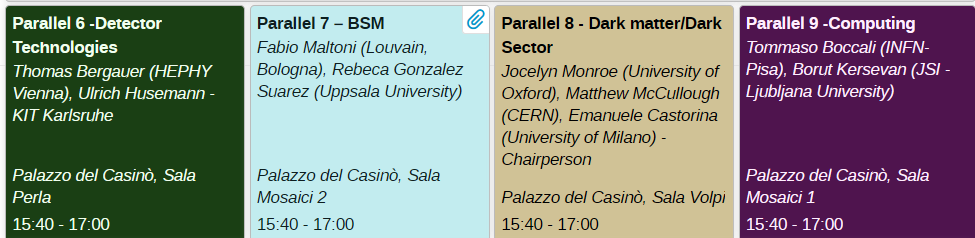 Parallel 6 -Detector
Technologies
Thomas Bergauer (HEPHY
Vienna), Ulrich Husemann -
KIT Karlsruhe
Palazzo del Casinò, Sala
Perla
15:40 - 17:00
Parallel 7 – BSM
Fabio Maltoni (Louvain,
Bologna), Rebeca Gonzalez
Suarez (Uppsala University)
Palazzo del Casinò, Sala
Mosaici 2
15:40 - 17:00
Parallel 8 - Dark matter/Dark
Sector
Jocelyn Monroe (University of
Oxford), Matthew McCullough
(CERN), Emanuele Castorina
(University of Milano) -
Chairperson
Palazzo del Casinò, Sala Volpi
15:40 - 17:00
Parallel 9 -Computing
Tommaso Boccali (INFN-
Pisa), Borut Kersevan (JSI -
Ljubljana University)
Palazzo del Casinò, Sala
Mosaici 1
15:40 - 17:00